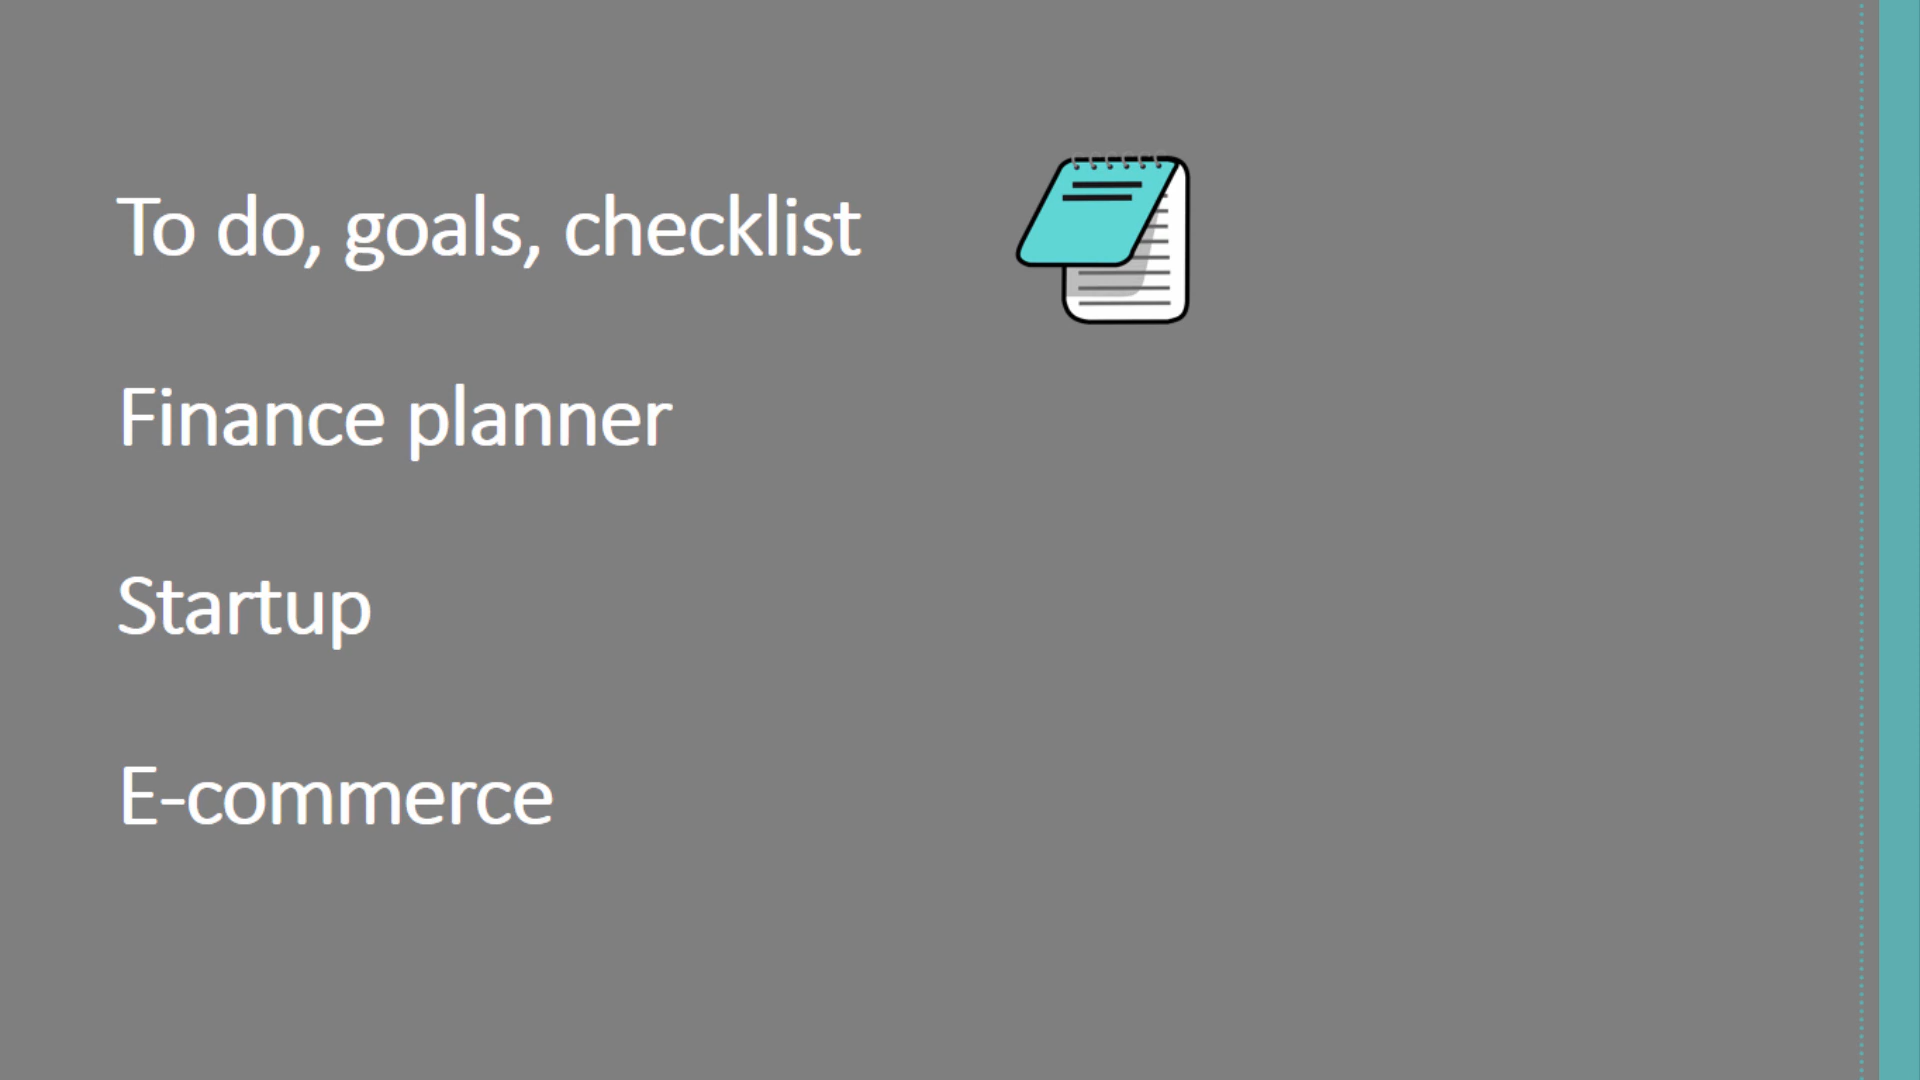 To do, goals, checklist
Finance planner
Startup
E-commerce